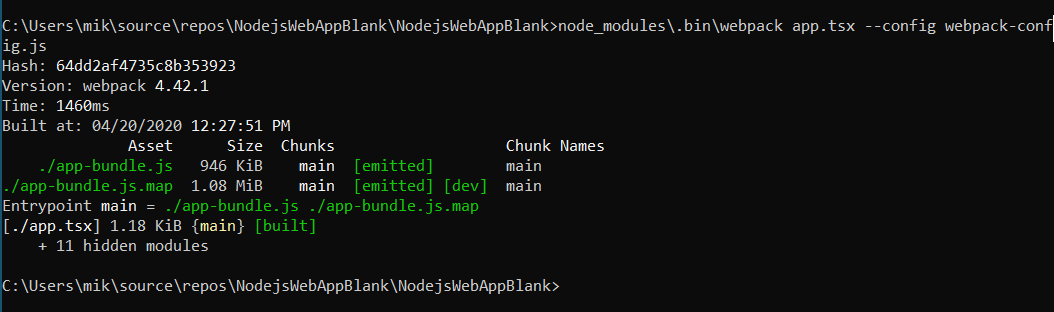 C:\Users\mik\source\repos\NodejsWebAppBlank\NodejsWebAppBlank>node_modules\.bin\webpack app.tsx --config webpack-conf
ig.js
Hash: 64dd2af4735c8b353923
Version: webpack 4.42.1
Time: 1460ms
Built at: 04/20/2020 12:27:51 PM
              Asset      Size  Chunks                   Chunk Names
    ./app-bundle.js   946 KiB    main  [emitted]        main
./app-bundle.js.map  1.08 MiB    main  [emitted] [dev]  main
Entrypoint main = ./app-bundle.js ./app-bundle.js.map
[./app.tsx] 1.18 KiB {main} [built]
    + 11 hidden modules
C:\Users\mik\source\repos\NodejsWebAppBlank\NodejsWebAppBlank>